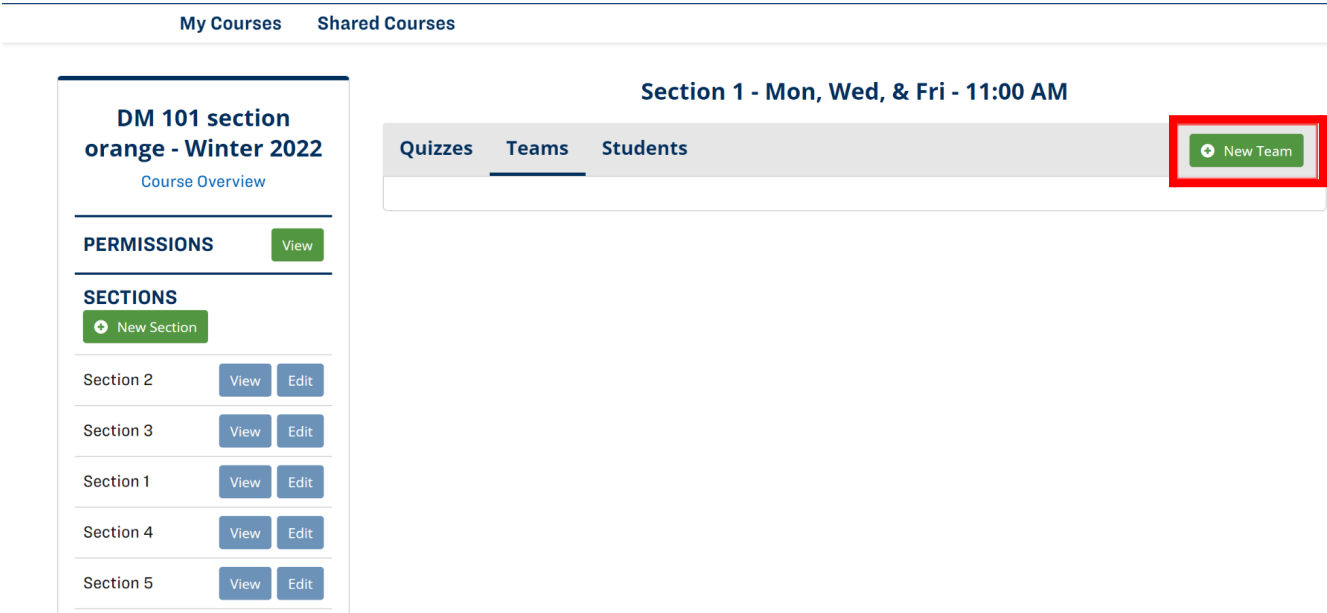 My Courses Shared Courses
DM 101 section
orange - Winter 2022
Course Overview
PERMISSIONS View
SECTIONS
New Section
Section 2 View Edit
Section 3 View Edit
Section 1 View Edit
Section 4 View Edit
Section 5 View Edit
Section 1 - Mon, Wed, & Fri - 11:00 AM
Quizzes Teams Students New Team